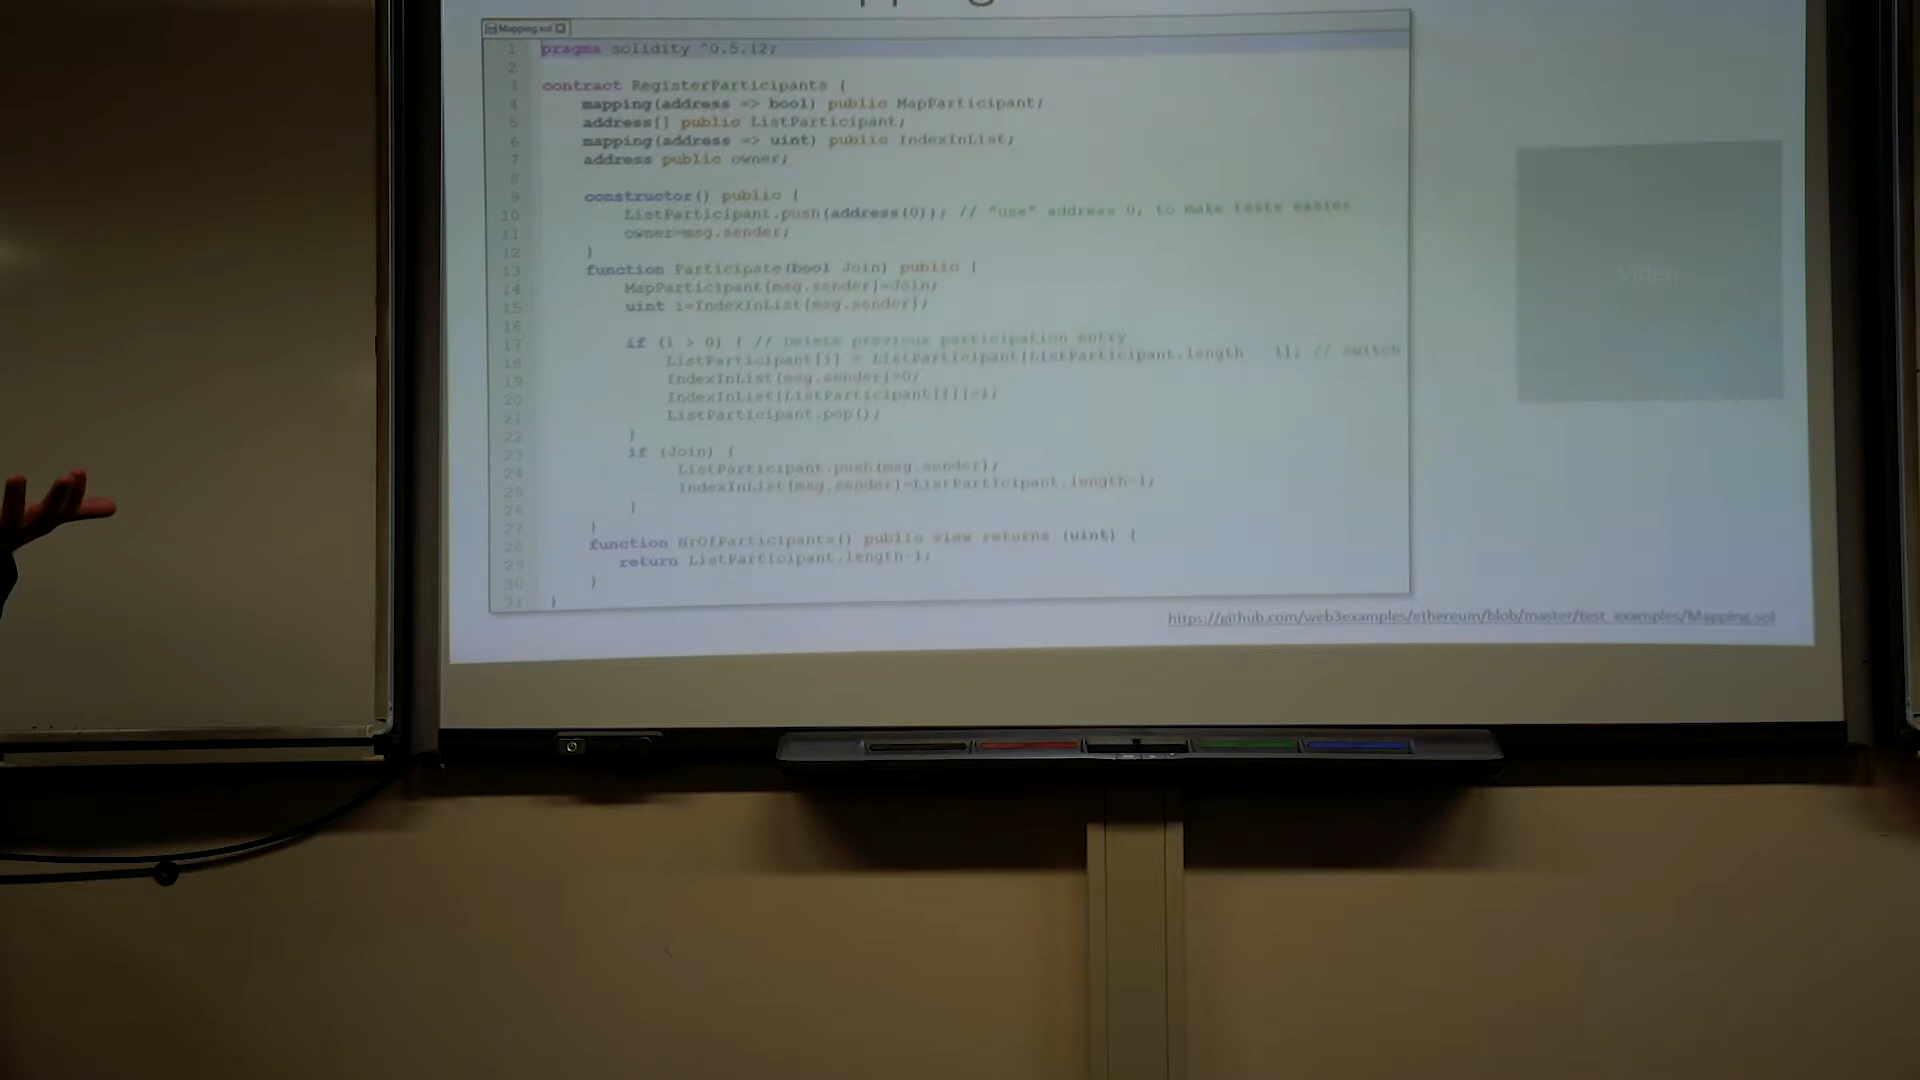 Mapping.sol
1 pragma solidity ^0.5.12;
2
3 contract RegisterParticipants {
4 mapping(address => bool) public MapParticipant;
5 address[] public ListParticipant;
6 mapping(address => uint) public IndexInList;
7 address public owner;
8
9 constructor() public {
10 ListParticipant.push(address(0)); // "use" address 0, to make tests easier
11 owner=msg.sender;
12 }
13 function Participate(bool Join) public {
14 MapParticipant[msg.sender]=Join;
15 uint i=IndexInList[msg.sender];
16
17 if (i > 0) { // Delete previous participation entry
18 ListParticipant[i] = ListParticipant[ListParticipant.length 1]; // switch
19 IndexInList[msg.sender]=0;
20 IndexInList[ListParticipant[i]]=i;
21 ListParticipant.pop();
22 }
23 if (Join) {
24 ListParticipant.push(msg.sender);
25 IndexInList[msg.sender]=ListParticipant.length-1;
26 }
27 }
28 function NrOfParticipants() public view returns (uint) {
29 return ListParticipant.length-1;
30 }
31 }
Video
https://github.com/web3examples/ethereum/blob/master/test_examples/Mapping.sol